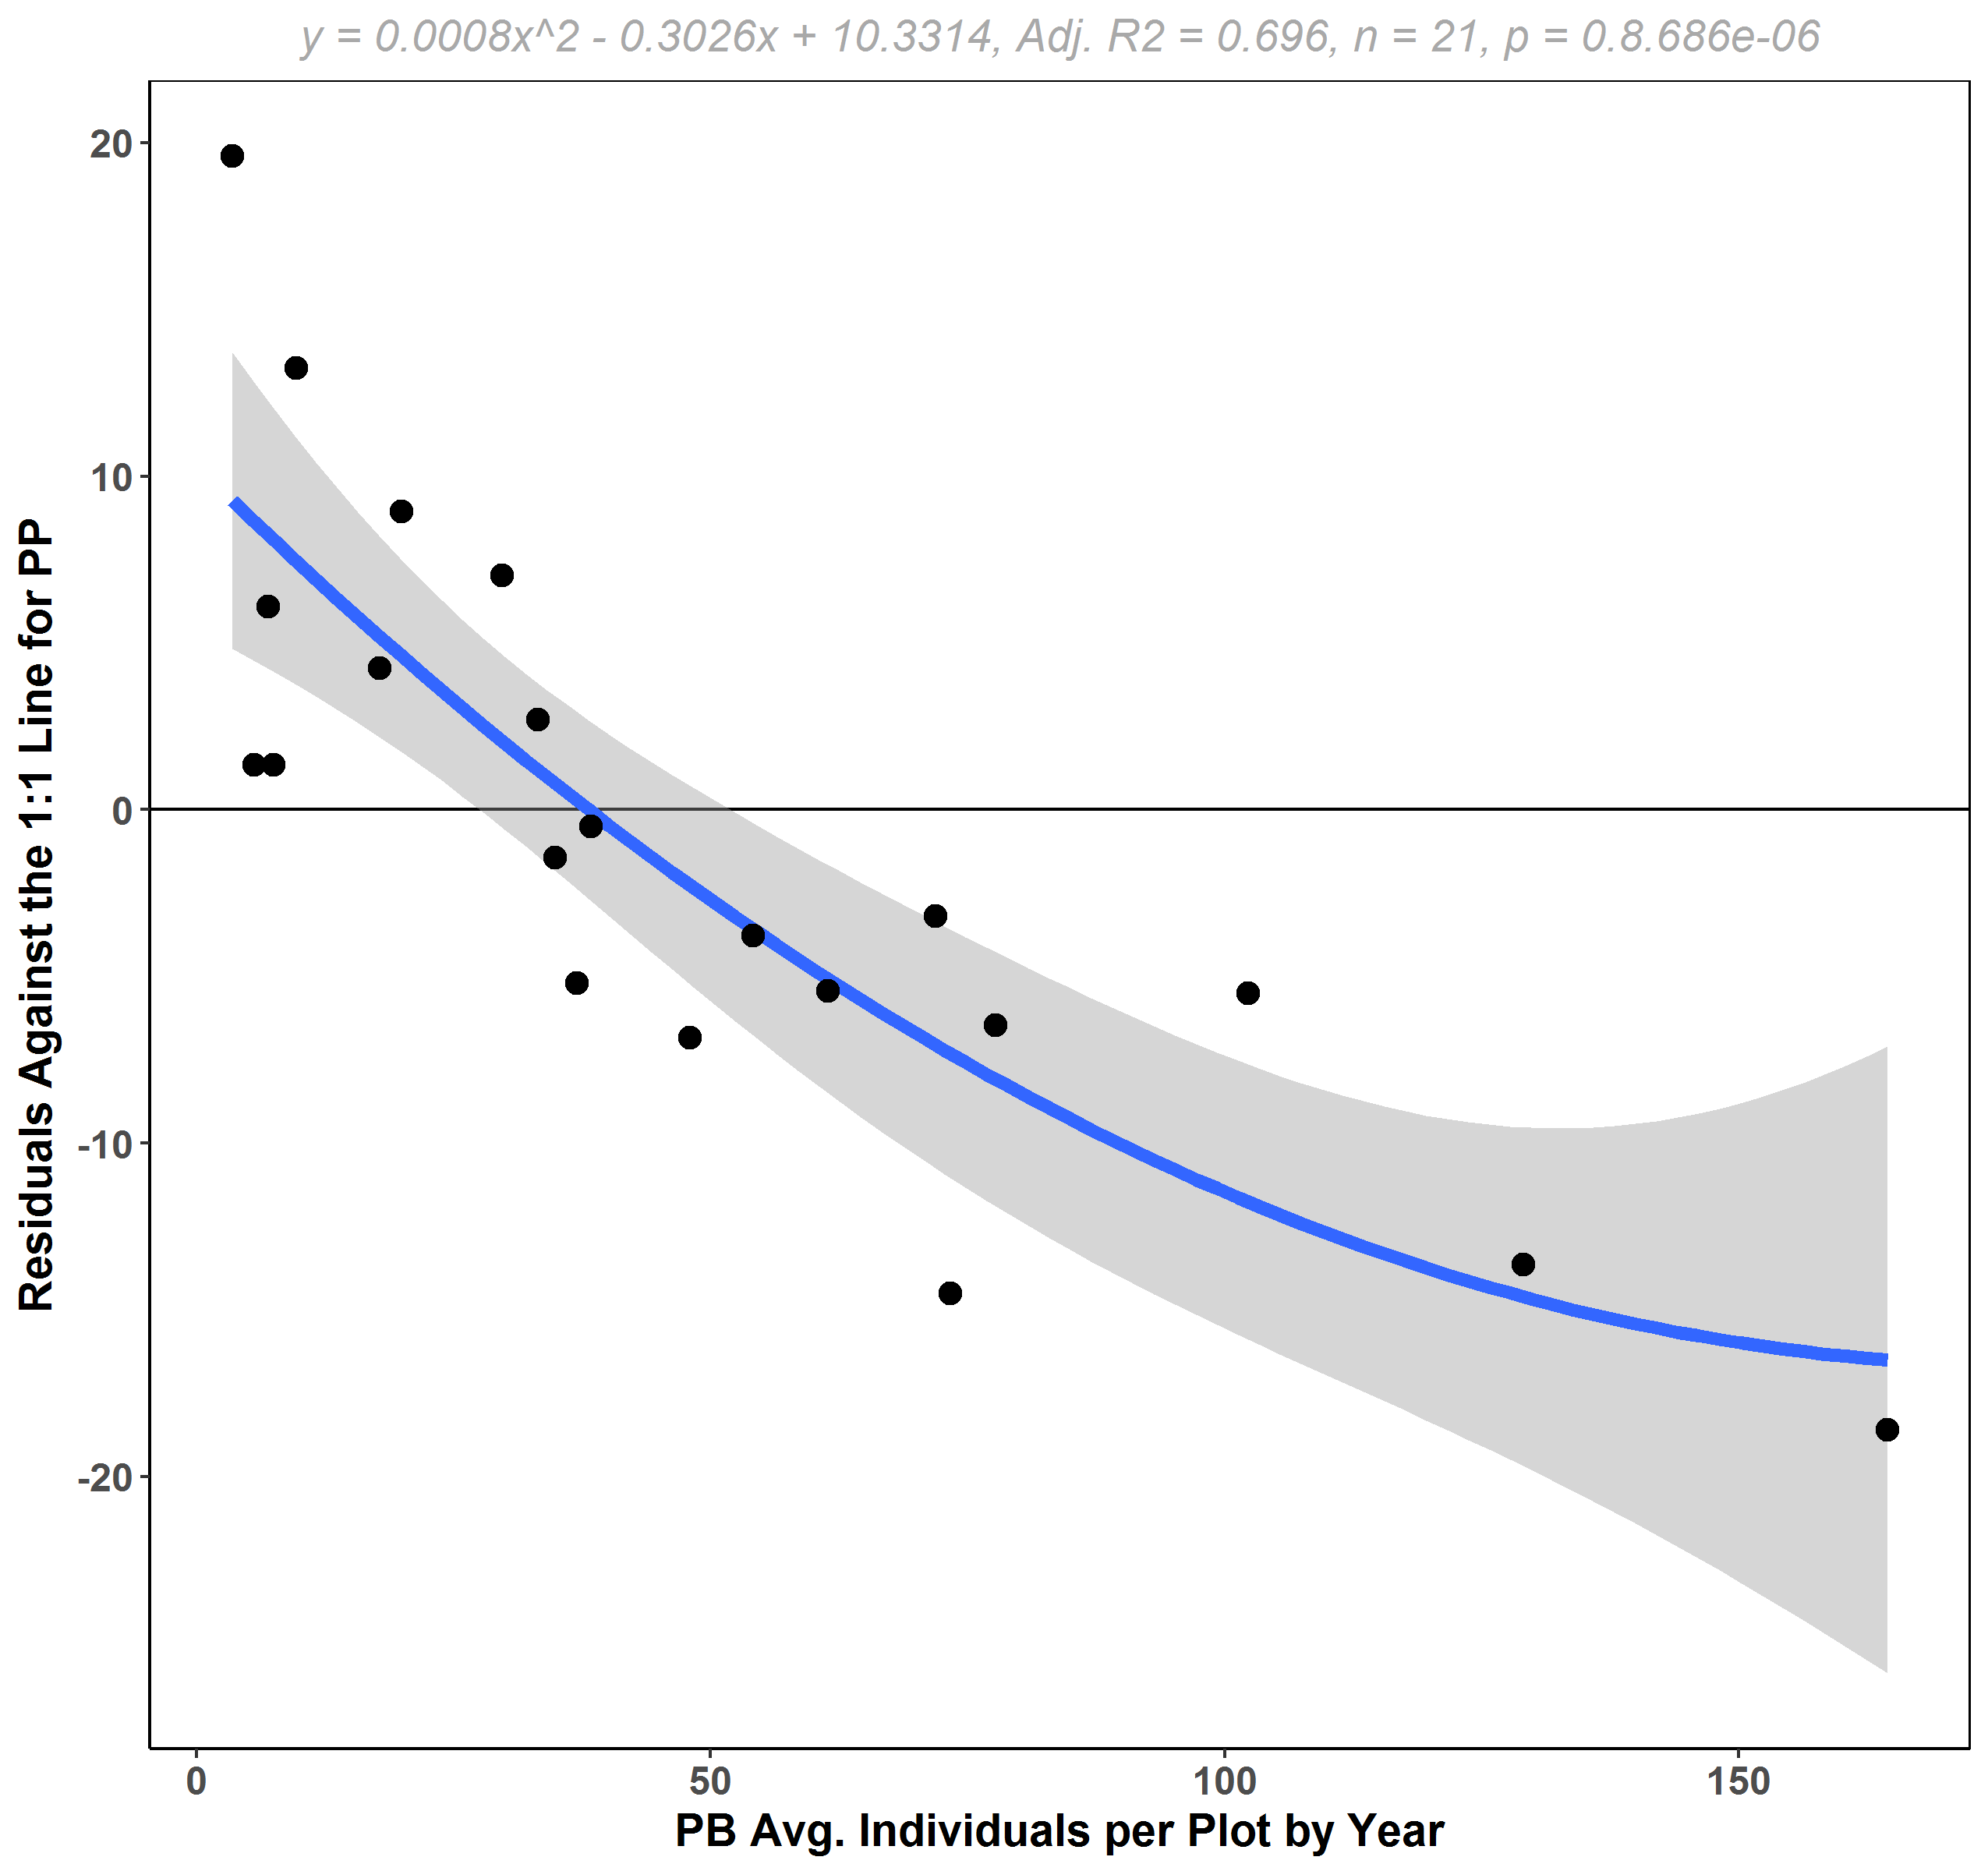 y = 0.0008x^2 - 0.3026x + 10.3314, Adj. R2 = 0.696, n = 21, p = 0.8.686e-06
Residuals Against the 1:1 Line for PP
20
10
0
-10
-20
0 50 100 150
PB Avg. Individuals per Plot by Year